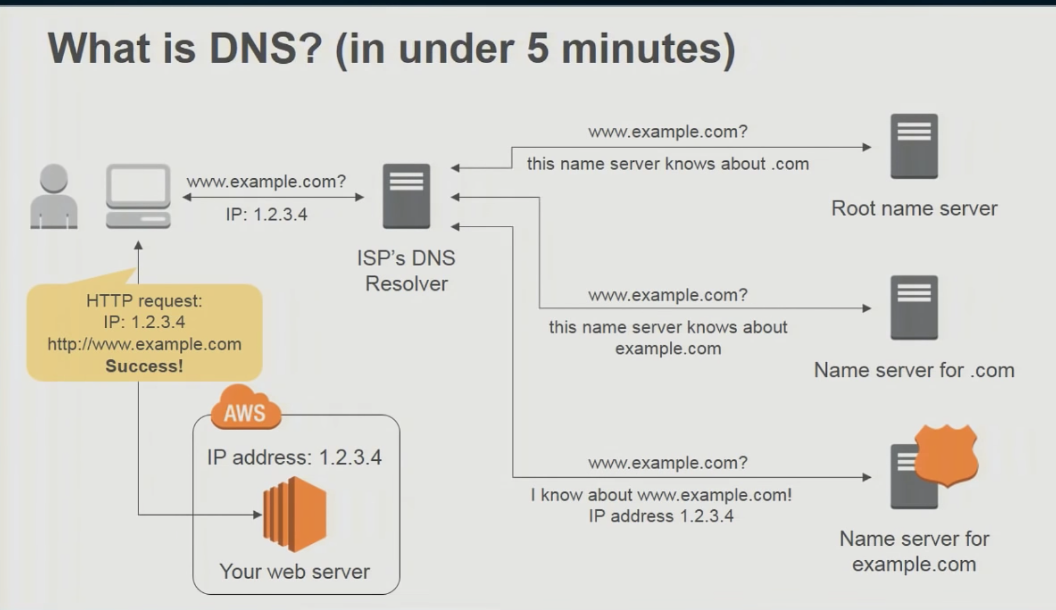 What is DNS? (in under 5 minutes)
www.example.com?
IP: 1.2.3.4
ISP's DNS
Resolver
www.example.com?
this name server knows about .com
Root name server
www.example.com?
this name server knows about
example.com
Name server for .com
www.example.com?
I know about www.example.com!
IP address 1.2.3.4
Name server for
example.com
HTTP request:
IP: 1.2.3.4
http://www.example.com
Success!
AWS
IP address: 1.2.3.4
Your web server